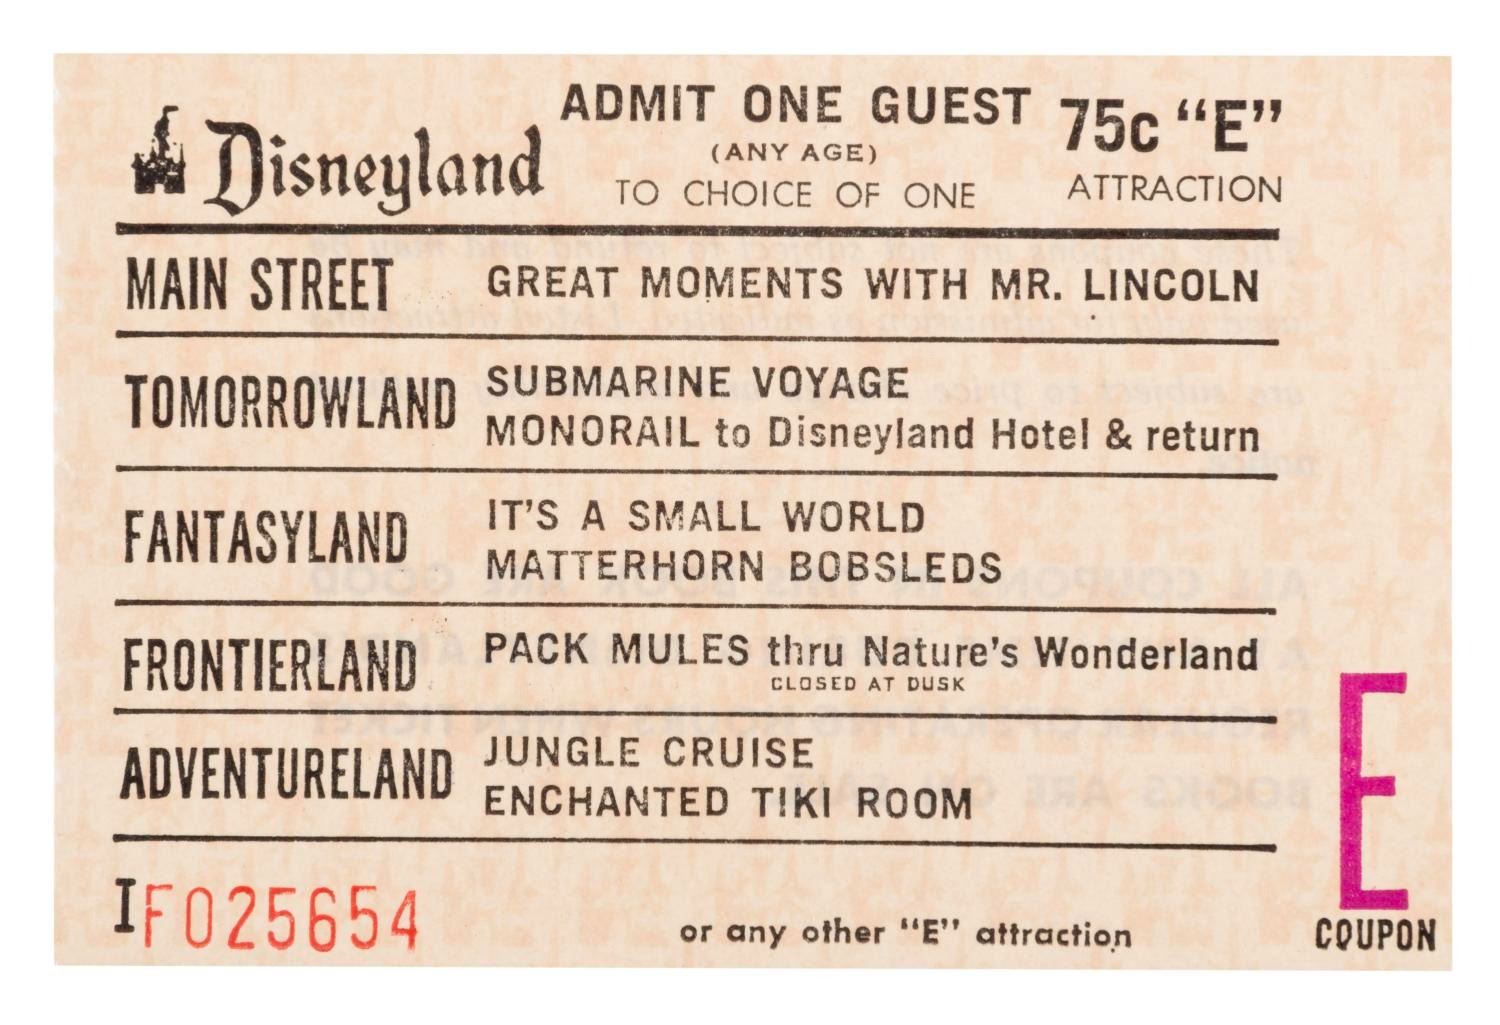 Disneyland
ADMIT ONE GUEST
(ANY AGE)
TO CHOICE OF ONE
75c “E”
ATTRACTION
MAIN STREET
GREAT MOMENTS WITH MR. LINCOLN
TOMORROWLAND
SUBMARINE VOYAGE
MONORAIL to Disneyland Hotel & return
FANTASYLAND
IT'S A SMALL WORLD
MATTERHORN BOBSLEDS
FRONTIERLAND
PACK MULES thru Nature's Wonderland
CLOSED AT DUSK
ADVENTURELAND
JUNGLE CRUISE
ENCHANTED TIKI ROOM
I F025654
or any other “E” attraction
E
COUPON